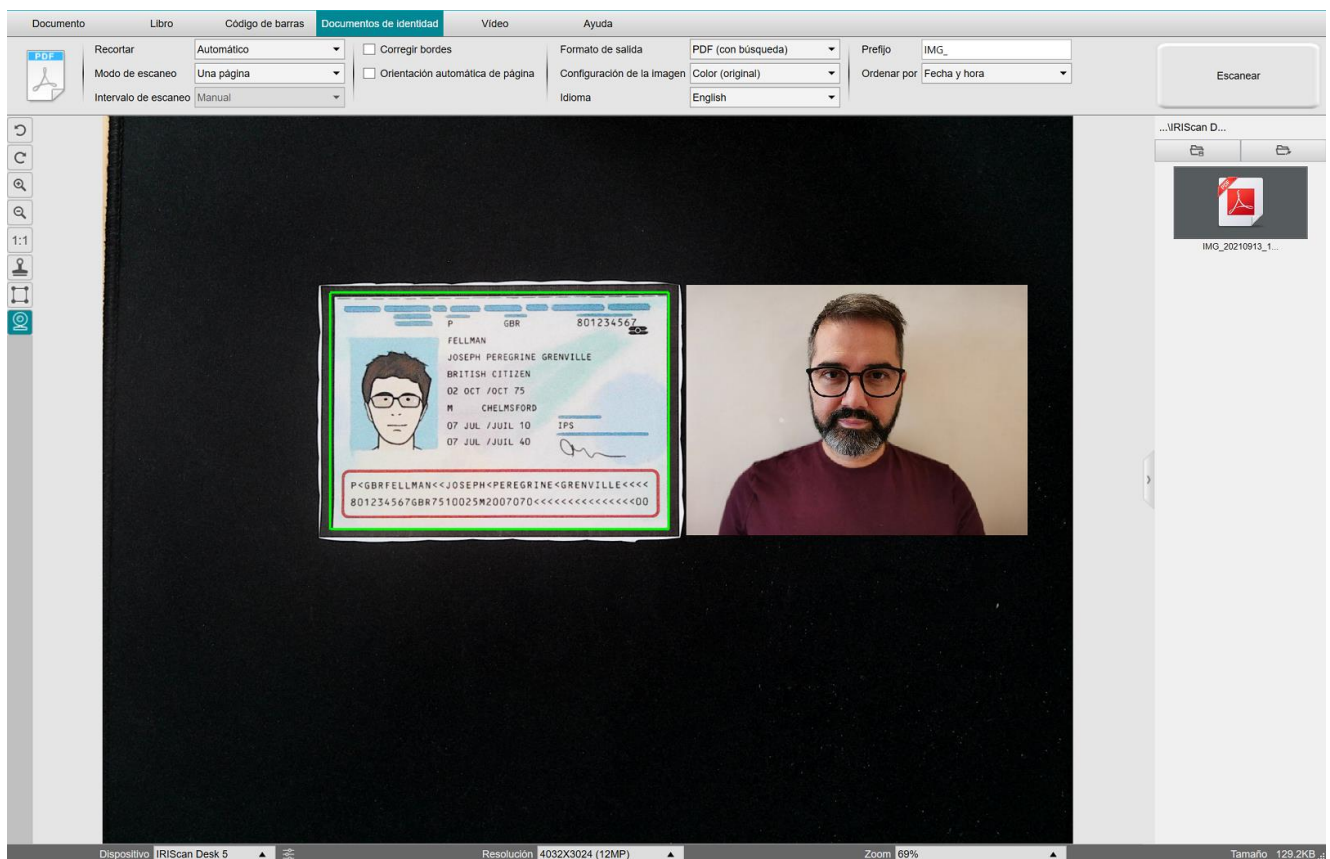 Documento Libro Código de barras Documentos de identidad Vídeo Ayuda
Recortar Automático Corregir bordes Formato de salida PDF (con búsqueda) Prefijo IMG_
PDF
Modo de escaneo Una página Orientación automática de página Configuración de la imagen Color (original) Ordenar por Fecha y hora Escanear
Intervalo de escaneo Manual Idioma English
...\IRIScan D...
1:1
PDF
IMG_20210913_1...
P GBR 801234567
FELLMAN
JOSEPH PEREGRINE GRENVILLE
BRITISH CITIZEN
02 OCT /OCT 75
M CHELMSFORD
07 JUL /JUIL 10 IPS
07 JUL /JUIL 40
P<GBRFELLMAN<<JOSEPH<PEREGRINE<GRENVILLE<<<<
801234567GBR7510025M2007070<<<<<<<<<<<<<<<00
Dispositivo IRIScan Desk 5 Resolución 4032X3024 (12MP) Zoom 69% Tamaño 129.2KB